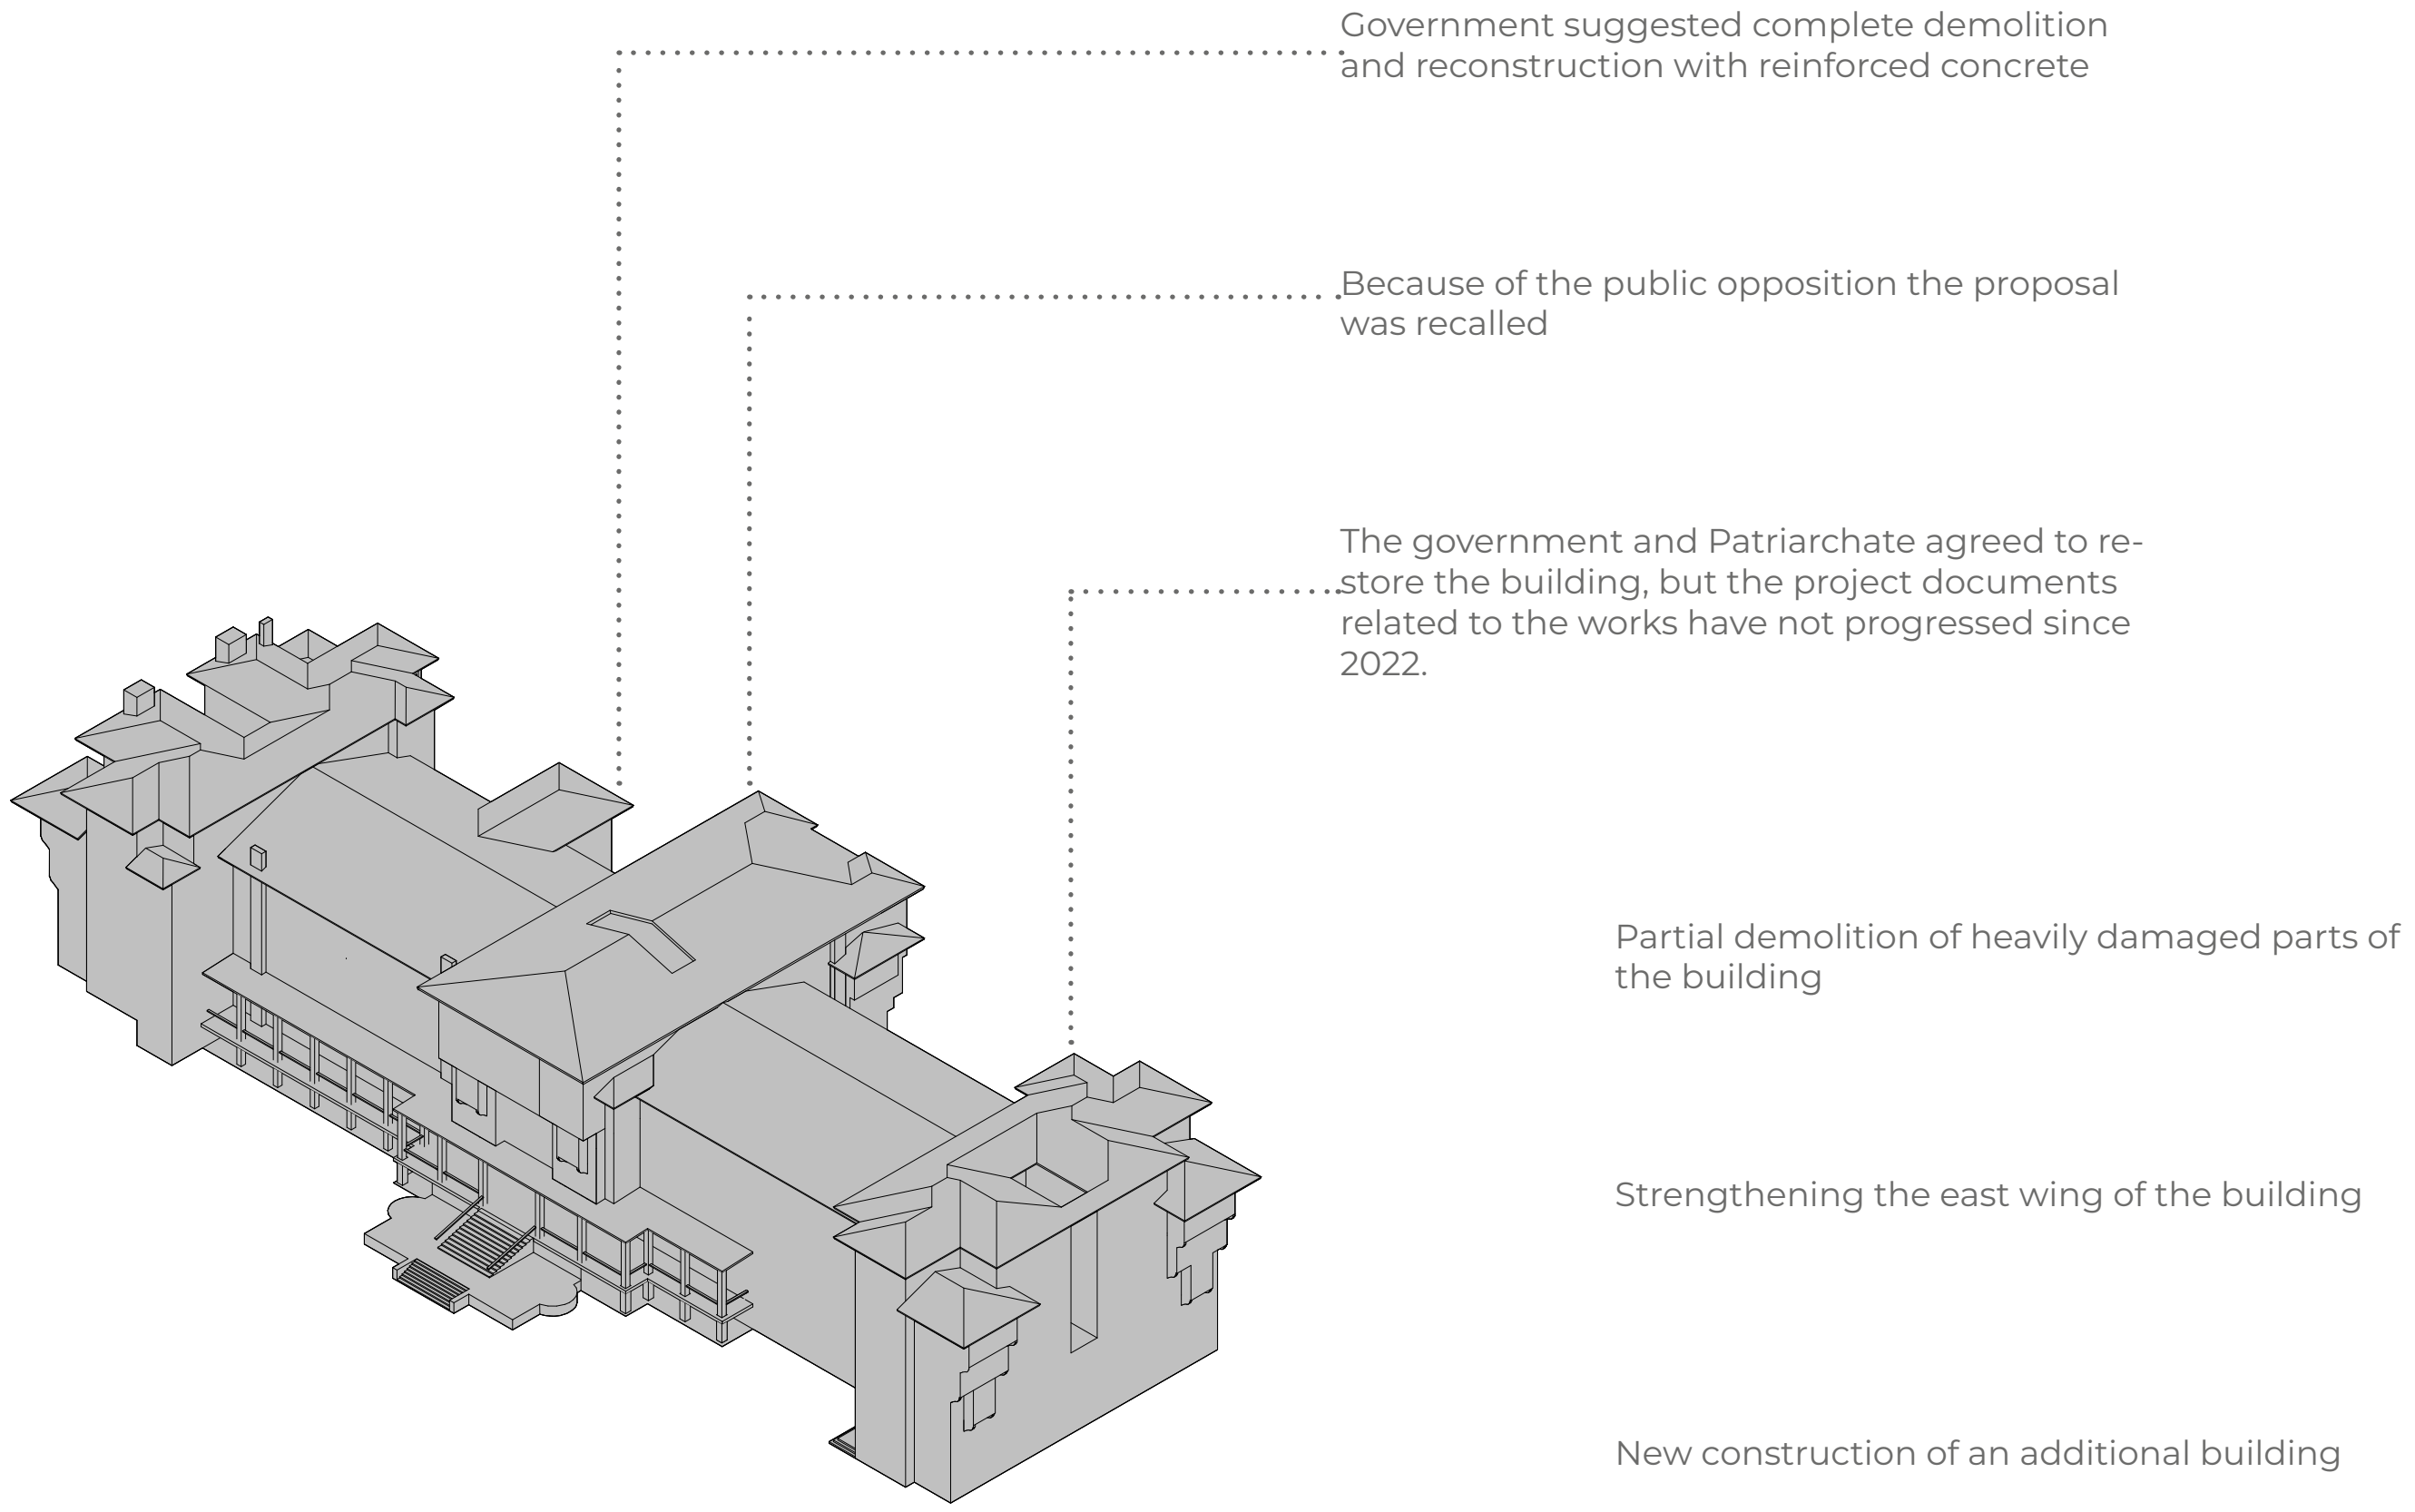 Government suggested complete demolition
and reconstruction with reinforced concrete
Because of the public opposition the proposal
was recalled
The government and Patriarchate agreed to re-
store the building, but the project documents
related to the works have not progressed since
2022.
Partial demolition of heavily damaged parts of
the building
Strengthening the east wing of the building
New construction of an additional building